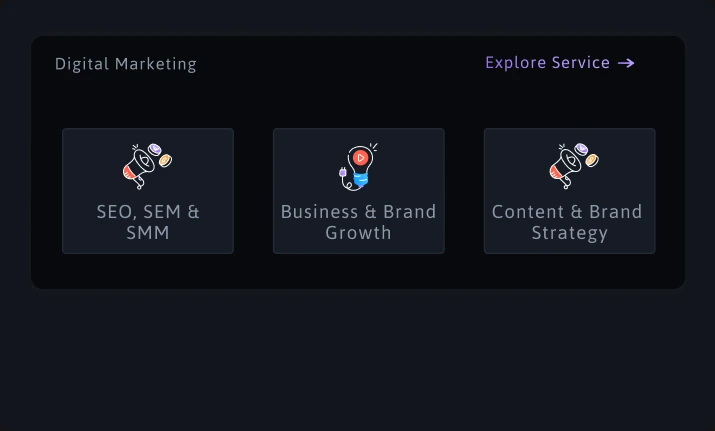 Digital Marketing
Explore Service →
SEO, SEM &
SMM
Business & Brand
Growth
Content & Brand
Strategy